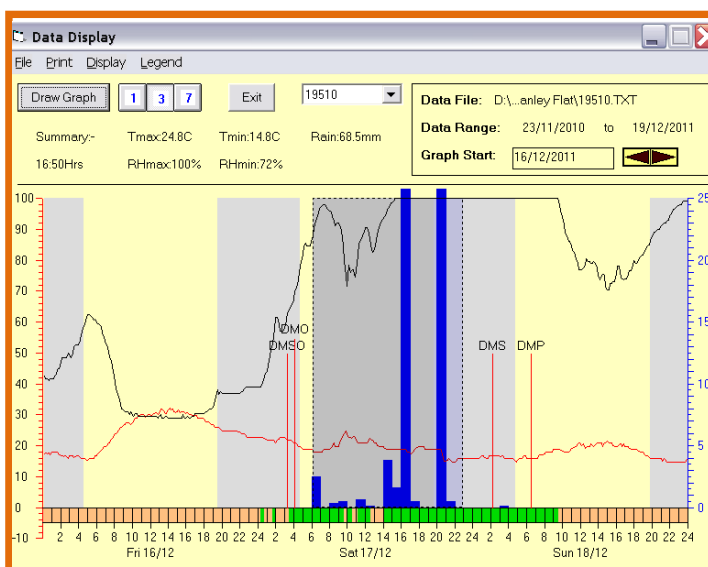 Data Display
File Print Display Legend
Draw Graph 1 3 7 Exit 19510
Data File: D:\...anley Flat\19510.TXT
Data Range: 23/11/2010 to 19/12/2011
Graph Start: 16/12/2011
Summary:- Tmax:24.8C Tmin:14.8C Rain:68.5mm
16:50Hrs RHmax:100% RHmin:72%
100 25
90
80 20
70
60 15
50
40 10
30
20 5
10
0 0
-10
DMO
DMSO DMS DMP
2 4 6 8 10 12 14 16 18 20 22 24 2 4 6 8 10 12 14 16 18 20 22 24 2 4 6 8 10 12 14 16 18 20 22 24
Fri 16/12 Sat 17/12 Sun 18/12